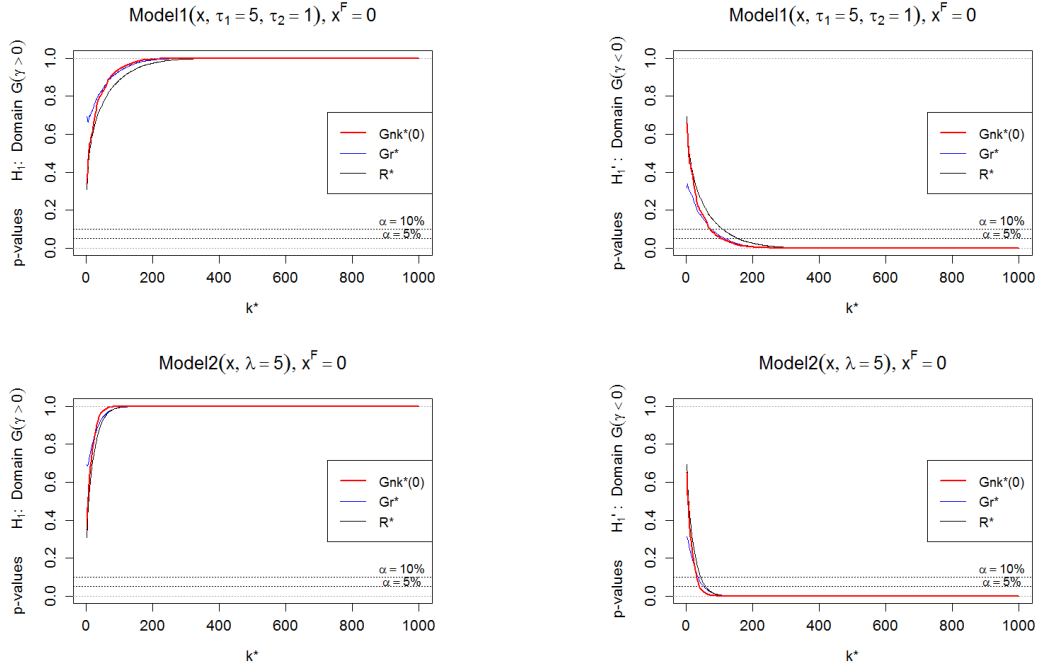 Model1(x, τ₁ = 5, τ₂ = 1), xᶠ = 0
p-values H₁: Domain G(γ > 0)
1.0
0.8
0.6
0.4
0.2
0.0
Gnk*(0)
Gr*
R*
α = 10%
α = 5%
0 200 400 600 800 1000
k*
Model1(x, τ₁ = 5, τ₂ = 1), xᶠ = 0
p-values H₁': Domain G(γ < 0)
1.0
0.8
0.6
0.4
0.2
0.0
Gnk*(0)
Gr*
R*
α = 10%
α = 5%
0 200 400 600 800 1000
k*
Model2(x, λ = 5), xᶠ = 0
p-values H₁: Domain G(γ > 0)
1.0
0.8
0.6
0.4
0.2
0.0
Gnk*(0)
Gr*
R*
α = 10%
α = 5%
0 200 400 600 800 1000
k*
Model2(x, λ = 5), xᶠ = 0
p-values H₁': Domain G(γ < 0)
1.0
0.8
0.6
0.4
0.2
0.0
Gnk*(0)
Gr*
R*
α = 10%
α = 5%
0 200 400 600 800 1000
k*